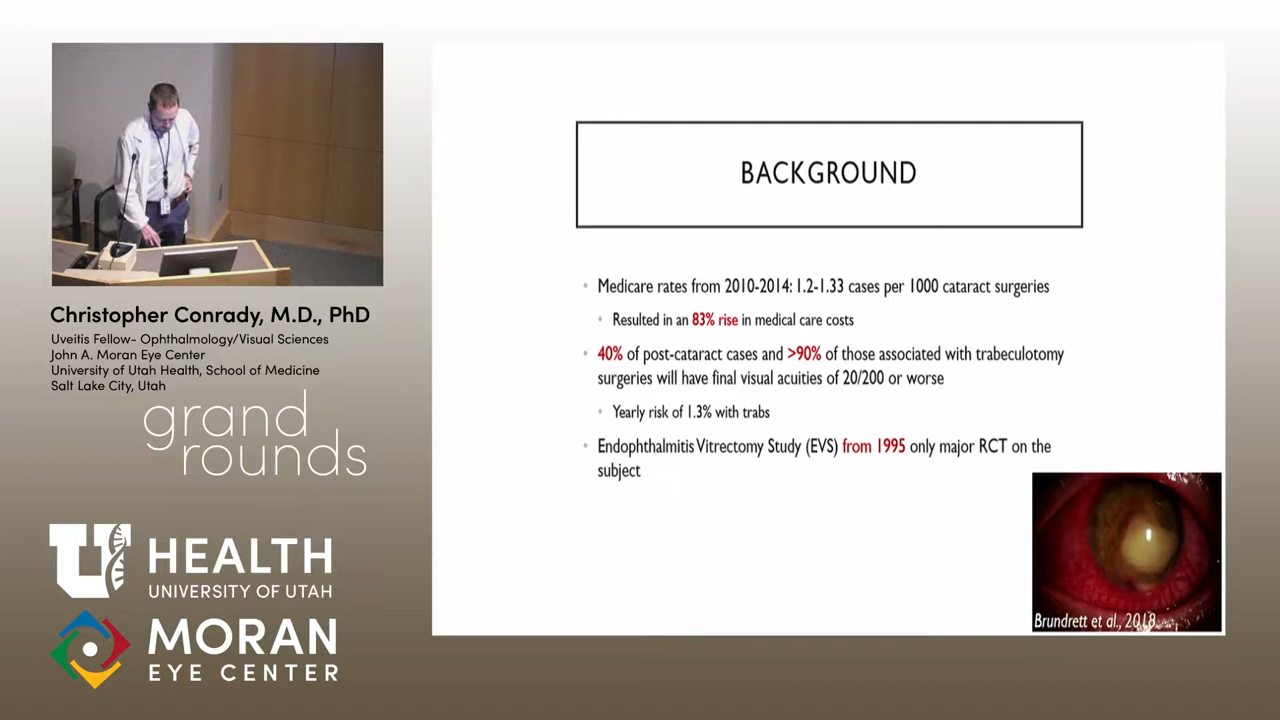 Christopher Conrady, M.D., PhD
Uveitis Fellow- Ophthalmology/Visual Sciences
John A. Moran Eye Center
University of Utah Health, School of Medicine
Salt Lake City, Utah
grand
rounds
U HEALTH
UNIVERSITY OF UTAH
MORAN
EYE CENTER
BACKGROUND
• Medicare rates from 2010-2014: 1.2-1.33 cases per 1000 cataract surgeries
• Resulted in an 83% rise in medical care costs
• 40% of post-cataract cases and >90% of those associated with trabeculotomy
surgeries will have final visual acuities of 20/200 or worse
• Yearly risk of 1.3% with trabs
• Endophthalmitis Vitrectomy Study (EVS) from 1995 only major RCT on the
subject
Brundrett et al., 2018